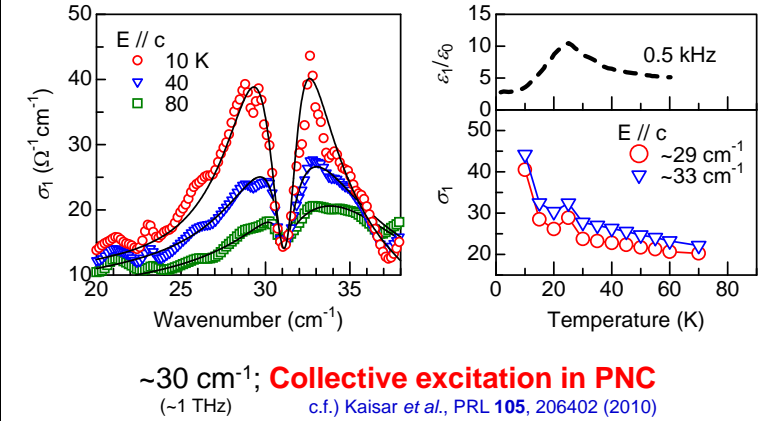 E // c
10 K
40
80
50
40
30
20
10
σ₁ (Ω⁻¹cm⁻¹)
20
25
30
35
Wavenumber (cm⁻¹)
15
10
5
0
ε₁/ε₀
0.5 kHz
E // c
~29 cm⁻¹
~33 cm⁻¹
50
40
30
20
σ₁
0
20
40
60
80
Temperature (K)
~30 cm⁻¹; Collective excitation in PNC
(~1 THz)
c.f.) Kaisar et al., PRL 105, 206402 (2010)